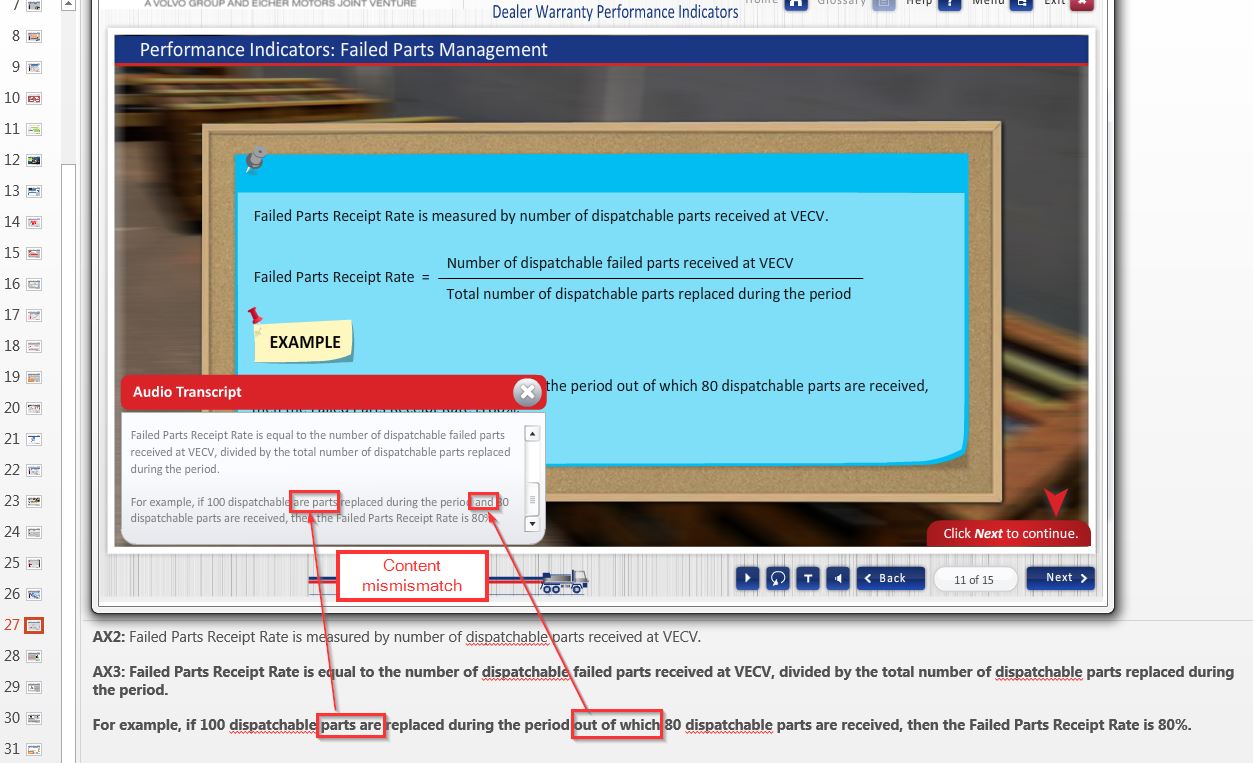 A VOLVO GROUP AND EICHER MOTORS JOINT VENTURE
Dealer Warranty Performance Indicators
Home Glossary Help ? Menu Exit
Performance Indicators: Failed Parts Management
Failed Parts Receipt Rate is measured by number of dispatchable parts received at VECV.
Number of dispatchable failed parts received at VECV
Failed Parts Receipt Rate =
Total number of dispatchable parts replaced during the period
EXAMPLE
the period out of which 80 dispatchable parts are received,
Audio Transcript
Failed Parts Receipt Rate is equal to the number of dispatchable failed parts
received at VECV, divided by the total number of dispatchable parts replaced
during the period.
For example, if 100 dispatchable are parts replaced during the period and 80
dispatchable parts are received, then the Failed Parts Receipt Rate is 80%
Click Next to continue.
Content
mismismatch
T Back 11 of 15 Next
7
8
9
10
11
12
13
14
15
16
17
18
19
20
21
22
23
24
25
26
27
28
29
30
31
AX2: Failed Parts Receipt Rate is measured by number of dispatchable parts received at VECV.
AX3: Failed Parts Receipt Rate is equal to the number of dispatchable failed parts received at VECV, divided by the total number of dispatchable parts replaced during
the period.
For example, if 100 dispatchable parts are replaced during the period out of which 80 dispatchable parts are received, then the Failed Parts Receipt Rate is 80%.